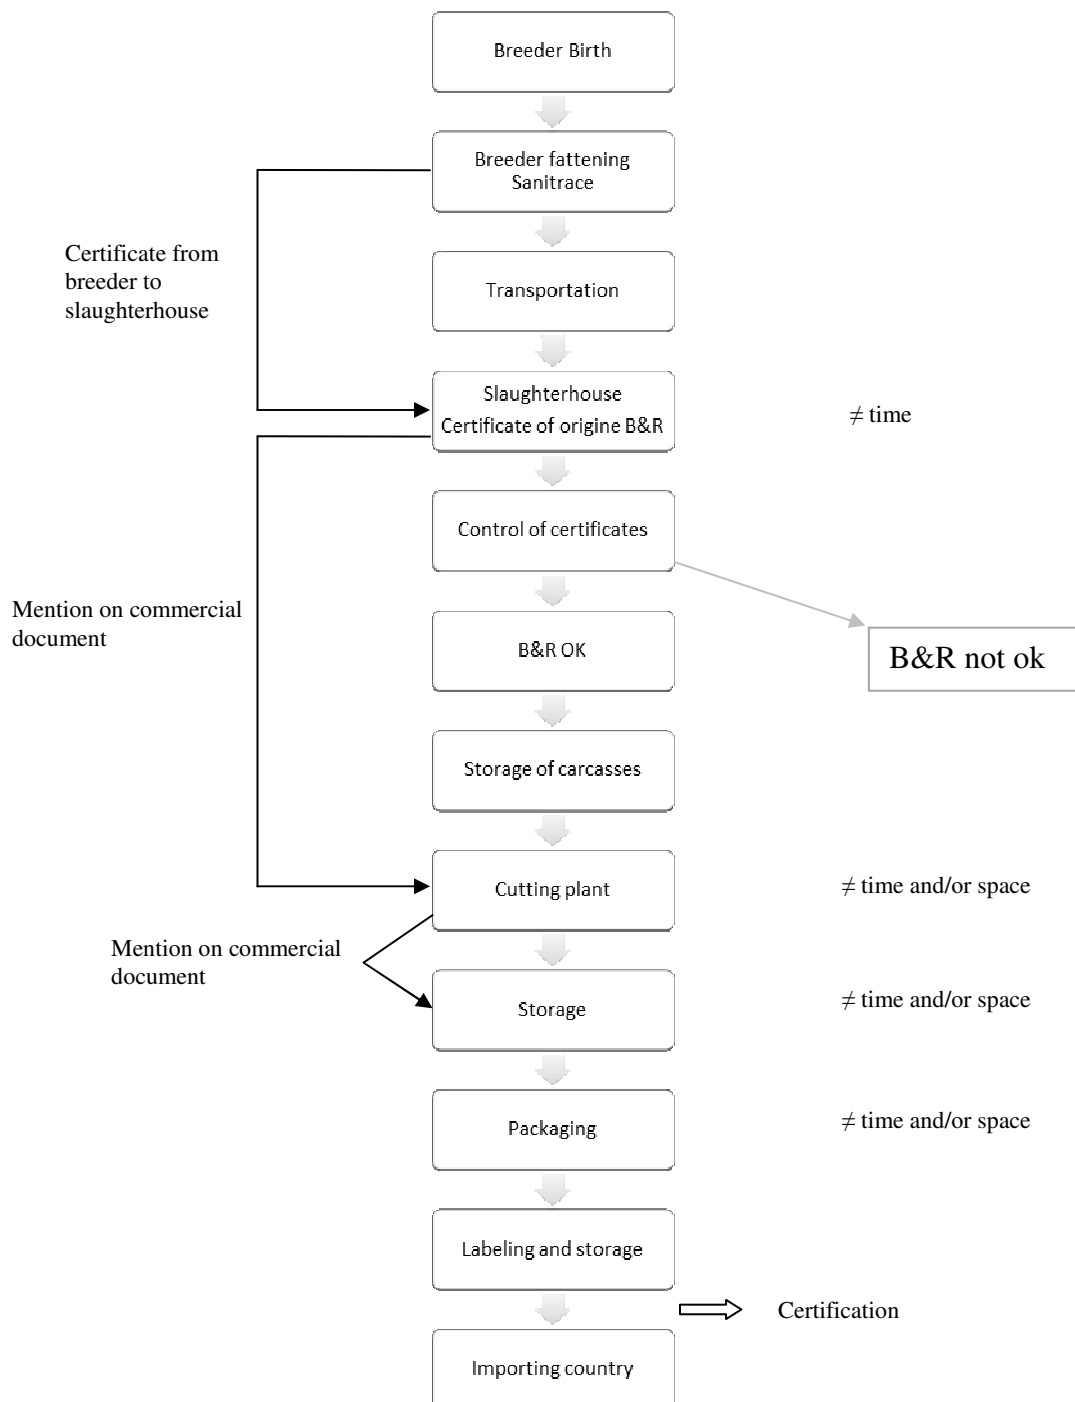 Breeder Birth
Breeder fattening
Sanitrace
Certificate from
breeder to
slaughterhouse
Transportation
Slaughterhouse
Certificate of origine B&R
≠ time
Control of certificates
Mention on commercial
document
B&R OK
B&R not ok
Storage of carcasses
Cutting plant
≠ time and/or space
Mention on commercial
document
Storage
≠ time and/or space
Packaging
≠ time and/or space
Labeling and storage
Certification
Importing country